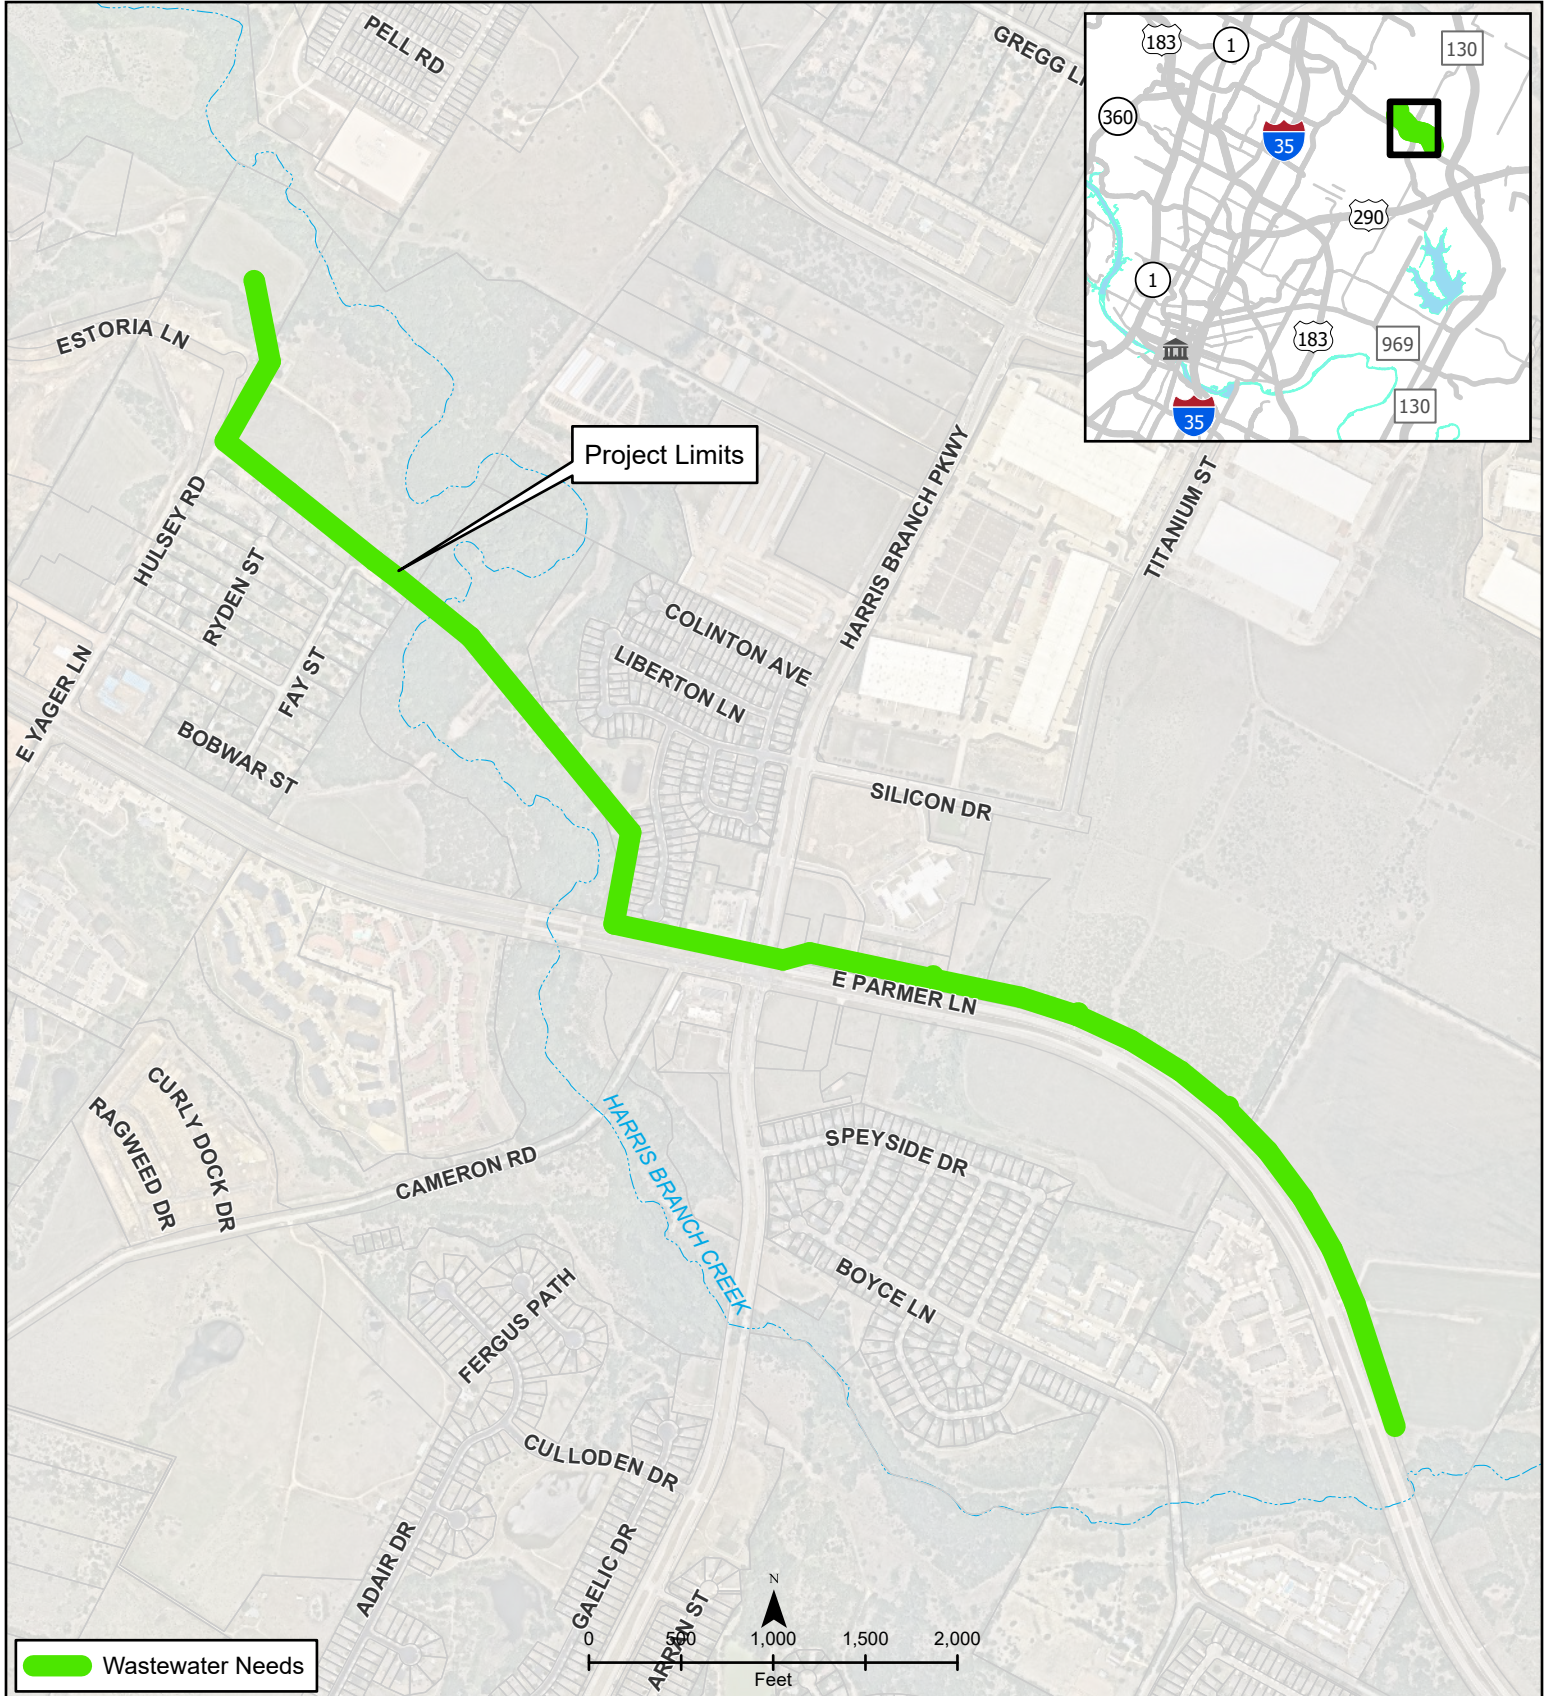 PELL RD
GREGG L
183
1
130
360
35
290
1
183
969
130
35
ESTORIA LN
Project Limits
HULSEY RD
HARRIS BRANCH PKWY
TITANIUM ST
RYDEN ST
COLINTON AVE
LIBERTON LN
FAY ST
E YAGER LN
BOBWAR ST
SILICON DR
E PARMER LN
CURLY DOCK DR
RAGWEED DR
HARRIS BRANCH CREEK
SPEYSIDE DR
CAMERON RD
BOYCE LN
FERGUS PATH
CULLODEN DR
ADAIR DR
GAELIC DR
ARRAN ST
N
0 500 1,000 1,500 2,000
Feet
Wastewater Needs